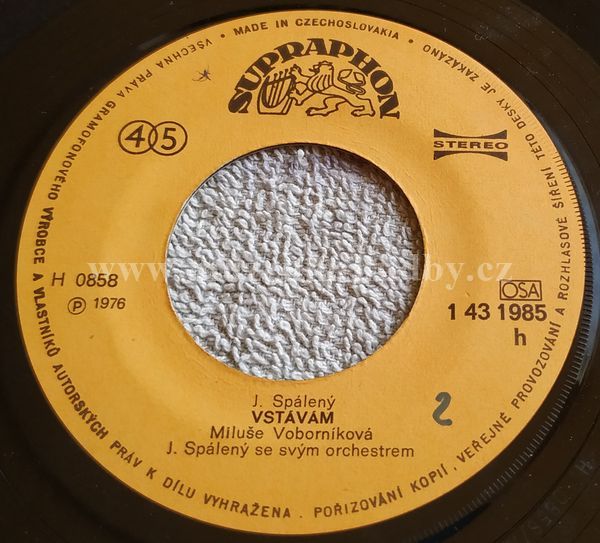 VŠECHNA PRÁVA GRAMOFONOVÉHO VÝROBCE A VLASTNÍKŮ AUTORSKÝCH PRÁV K DÍLU VYHRAŽENA. POŘIZOVÁNÍ KOPIÍ, VEŘEJNÉ PROVOZOVÁNÍ A ROZHLASOVÉ ŠÍŘENÍ TÉTO DESKY JE ZAKÁZÁNO • MADE IN CZECHOSLOVAKIA •
SUPRAPHON
45
STEREO
H 0858
℗ 1976
OSA
1 43 1985
h
J. Spálený
VSTÁVÁM
Miluše Voborníková
J. Spálený se svým orchestrem
2